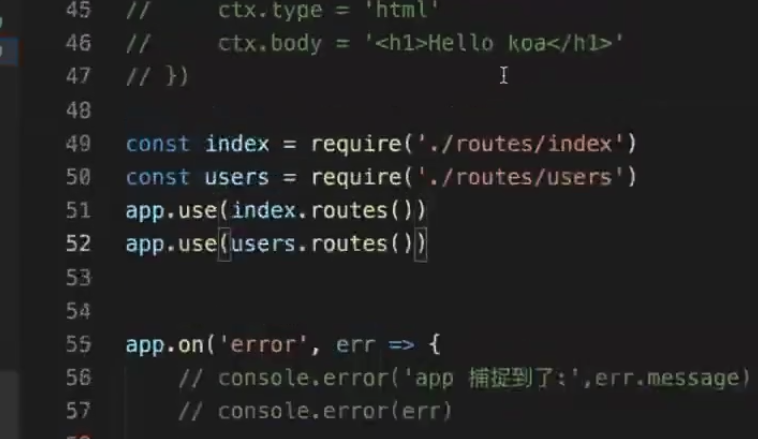 45 //     ctx.type = 'html'
46 //     ctx.body = '<h1>Hello koa</h1>'
47 // })
48
49 const index = require('./routes/index')
50 const users = require('./routes/users')
51 app.use(index.routes())
52 app.use(users.routes())
53
54
55 app.on('error', err => {
56     // console.error('app 捕捉到了:',err.message)
57     // console.error(err)